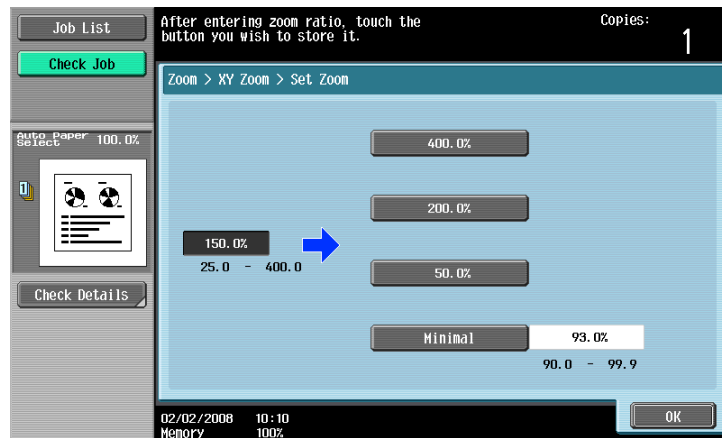 Job List
Check Job
After entering zoom ratio, touch the
button you wish to store it.
Copies:
1
Zoom > XY Zoom > Set Zoom
Auto Paper
Select
100.0%
1
400.0%
200.0%
150.0%
25.0 - 400.0
50.0%
Check Details
Minimal
93.0%
90.0 - 99.9
02/02/2008 10:10
Memory 100%
OK